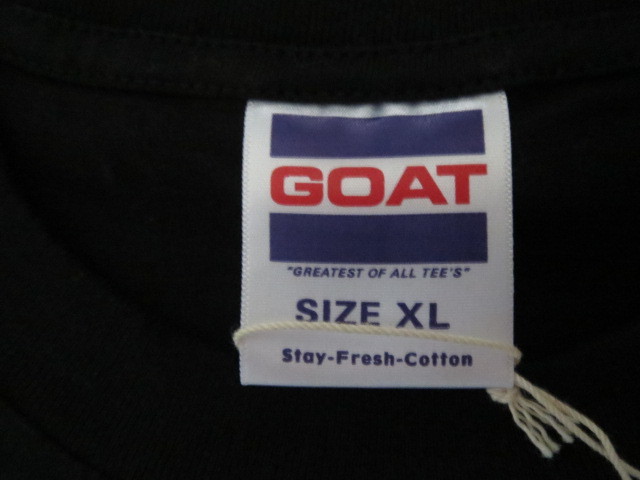 GOAT
"GREATEST OF ALL TEE'S"
SIZE XL
Stay-Fresh-Cotton